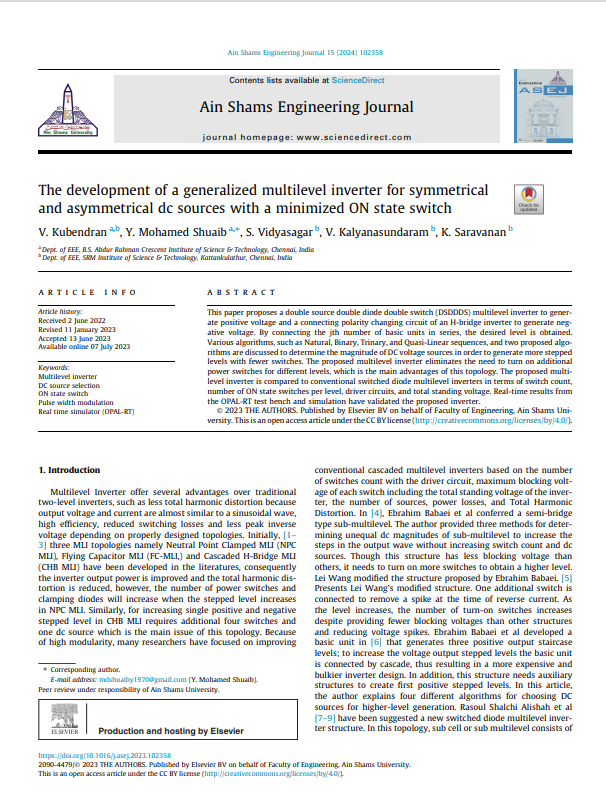 Ain Shams Engineering Journal 15 (2024) 102358
Contents lists available at ScienceDirect
Ain Shams Engineering Journal
journal homepage: www.sciencedirect.com
Ain Shams University
ENGINEERING
ASEJ
The development of a generalized multilevel inverter for symmetrical
and asymmetrical dc sources with a minimized ON state switch
Check for
updates
V. Kubendran a,b, Y. Mohamed Shuaib a,*, S. Vidyasagar b, V. Kalyanasundaram b, K. Saravanan b
a Dept. of EEE, B.S. Abdur Rahman Crescent Institute of Science & Technology, Chennai, India
b Dept. of EEE, SRM Institute of Science & Technology, Kattankulathur, Chennai, India
ARTICLE INFO
Article history:
Received 2 June 2022
Revised 11 January 2023
Accepted 13 June 2023
Available online 07 July 2023
Keywords:
Multilevel inverter
DC source selection
ON state switch
Pulse width modulation
Real time simulator (OPAL-RT)
ABSTRACT
This paper proposes a double source double diode double switch (DSDDDS) multilevel inverter to gener-
ate positive voltage and a connecting polarity changing circuit of an H-bridge inverter to generate neg-
ative voltage. By connecting the jth number of basic units in series, the desired level is obtained.
Various algorithms, such as Natural, Binary, Trinary, and Quasi-Linear sequences, and two proposed algo-
rithms are discussed to determine the magnitude of DC voltage sources in order to generate more stepped
levels with fewer switches. The proposed multilevel inverter eliminates the need to turn on additional
power switches for different levels, which is the main advantages of this topology. The proposed multi-
level inverter is compared to conventional switched diode multilevel inverters in terms of switch count,
number of ON state switches per level, driver circuits, and total standing voltage. Real-time results from
the OPAL-RT test bench and simulation have validated the proposed inverter.
© 2023 THE AUTHORS. Published by Elsevier BV on behalf of Faculty of Engineering, Ain Shams Uni-
versity. This is an open access article under the CC BY license (http://creativecommons.org/licenses/by/4.0/).
1. Introduction
Multilevel Inverter offer several advantages over traditional
two-level inverters, such as less total harmonic distortion because
output voltage and current are almost similar to a sinusoidal wave,
high efficiency, reduced switching losses and less peak inverse
voltage depending on properly designed topologies. Initially, [1–
3] three MLI topologies namely Neutral Point Clamped MLI (NPC
MLI), Flying Capacitor MLI (FC-MLI,) and Cascaded H-Bridge MLI
(CHB MLI) have been developed in the literatures, consequently
the inverter output power is improved and the total harmonic dis-
tortion is reduced, however, the number of power switches and
clamping diodes will increase when the stepped level increases
in NPC MLI. Similarly, for increasing single positive and negative
stepped level in CHB MLI requires additional four switches and
one dc source which is the main issue of this topology. Because
of high modularity, many researchers have focused on improving
* Corresponding author.
E-mail address: mdshuaiby1970@gmail.com (Y. Mohamed Shuaib).
Peer review under responsibility of Ain Shams University.
ELSEVIER
Production and hosting by Elsevier
conventional cascaded multilevel inverters based on the number
of switches count with the driver circuit, maximum blocking volt-
age of each switch including the total standing voltage of the inver-
ter, the number of sources, power losses, and Total Harmonic
Distortion. In [4], Ebrahim Babaei et al conferred a semi-bridge
type sub-multilevel. The author provided three methods for deter-
mining unequal dc magnitudes of sub-multilevel to increase the
steps in the output wave without increasing switch count and dc
sources. Though this structure has less blocking voltage than
others, it needs to turn on more switches to obtain a higher level.
Lei Wang modified the structure proposed by Ebrahim Babaei. [5]
Presents Lei Wang's modified structure. One additional switch is
connected to remove a spike at the time of reverse current. As
the level increases, the number of turn-on switches increases
despite providing fewer blocking voltages than other structures
and reducing voltage spikes. Ebrahim Babaei et al developed a
basic unit in [6] that generates three positive output staircase
levels; to increase the voltage output stepped levels the basic unit
is connected by cascade, thus resulting in a more expensive and
bulkier inverter design. In addition, this structure needs auxiliary
structures to create first positive stepped levels. In this article,
the author explains four different algorithms for choosing DC
sources for higher-level generation. Rasoul Shalchi Alishah et al
[7–9] have been suggested a new switched diode multilevel inver-
ter structure. In this topology, sub cell or sub multilevel consists of
https://doi.org/10.1016/j.asej.2023.102358
2090-4479/© 2023 THE AUTHORS. Published by Elsevier BV on behalf of Faculty of Engineering, Ain Shams University.
This is an open access article under the CC BY license (http://creativecommons.org/licenses/by/4.0/).